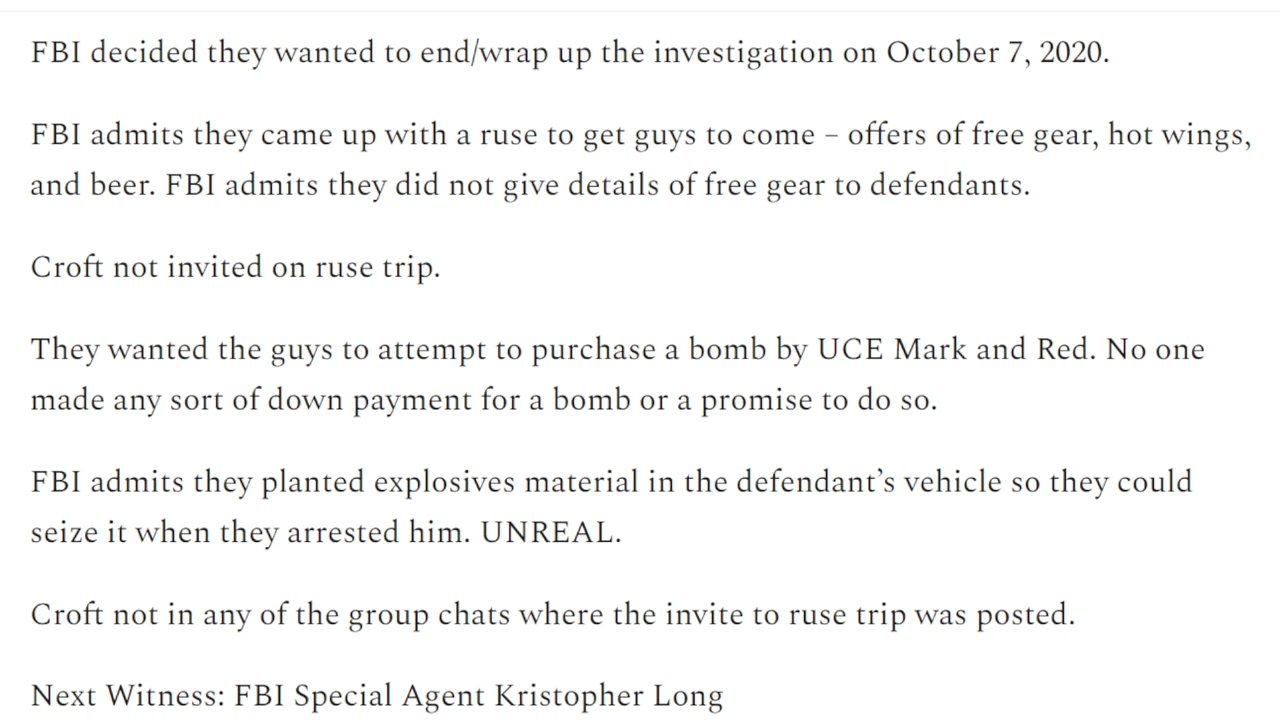 FBI decided they wanted to end/wrap up the investigation on October 7, 2020.
FBI admits they came up with a ruse to get guys to come – offers of free gear, hot wings,
and beer. FBI admits they did not give details of free gear to defendants.
Croft not invited on ruse trip.
They wanted the guys to attempt to purchase a bomb by UCE Mark and Red. No one
made any sort of down payment for a bomb or a promise to do so.
FBI admits they planted explosives material in the defendant’s vehicle so they could
seize it when they arrested him. UNREAL.
Croft not in any of the group chats where the invite to ruse trip was posted.
Next Witness: FBI Special Agent Kristopher Long